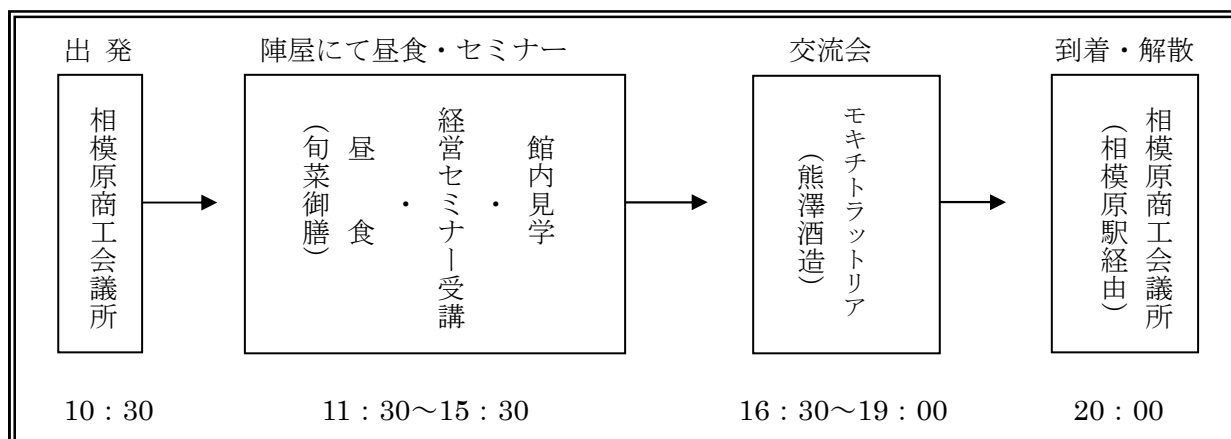 出 発
陣屋にて昼食・セミナー
交流会
到着・解散
相模原商工会議所
館内見学
・
経営セミナー受講
・
昼 食
(旬菜御膳)
モキチトラットリア
(熊澤酒造)
相模原商工会議所
(相模原駅経由)
10：30
11：30～15：30
16：30～19：00
20：00